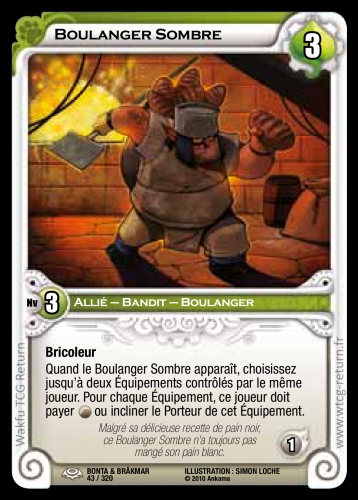 BOULANGER SOMBRE
3
Nv 3 ALLIÉ – BANDIT – BOULANGER
Bricoleur
Quand le Boulanger Sombre apparaît, choisissez
jusqu'à deux Équipements contrôlés par le même
joueur. Pour chaque Équipement, ce joueur doit
payer ou incliner le Porteur de cet Équipement.
Malgré sa délicieuse recette de pain noir,
ce Boulanger Sombre n'a toujours pas
mangé son pain blanc.
1
BONTA & BRÂKMAR
43 / 320
ILLUSTRATION : SIMON LOCHE
© 2010 Ankama
Wakfu TCG Return
www.wtcg-return.fr